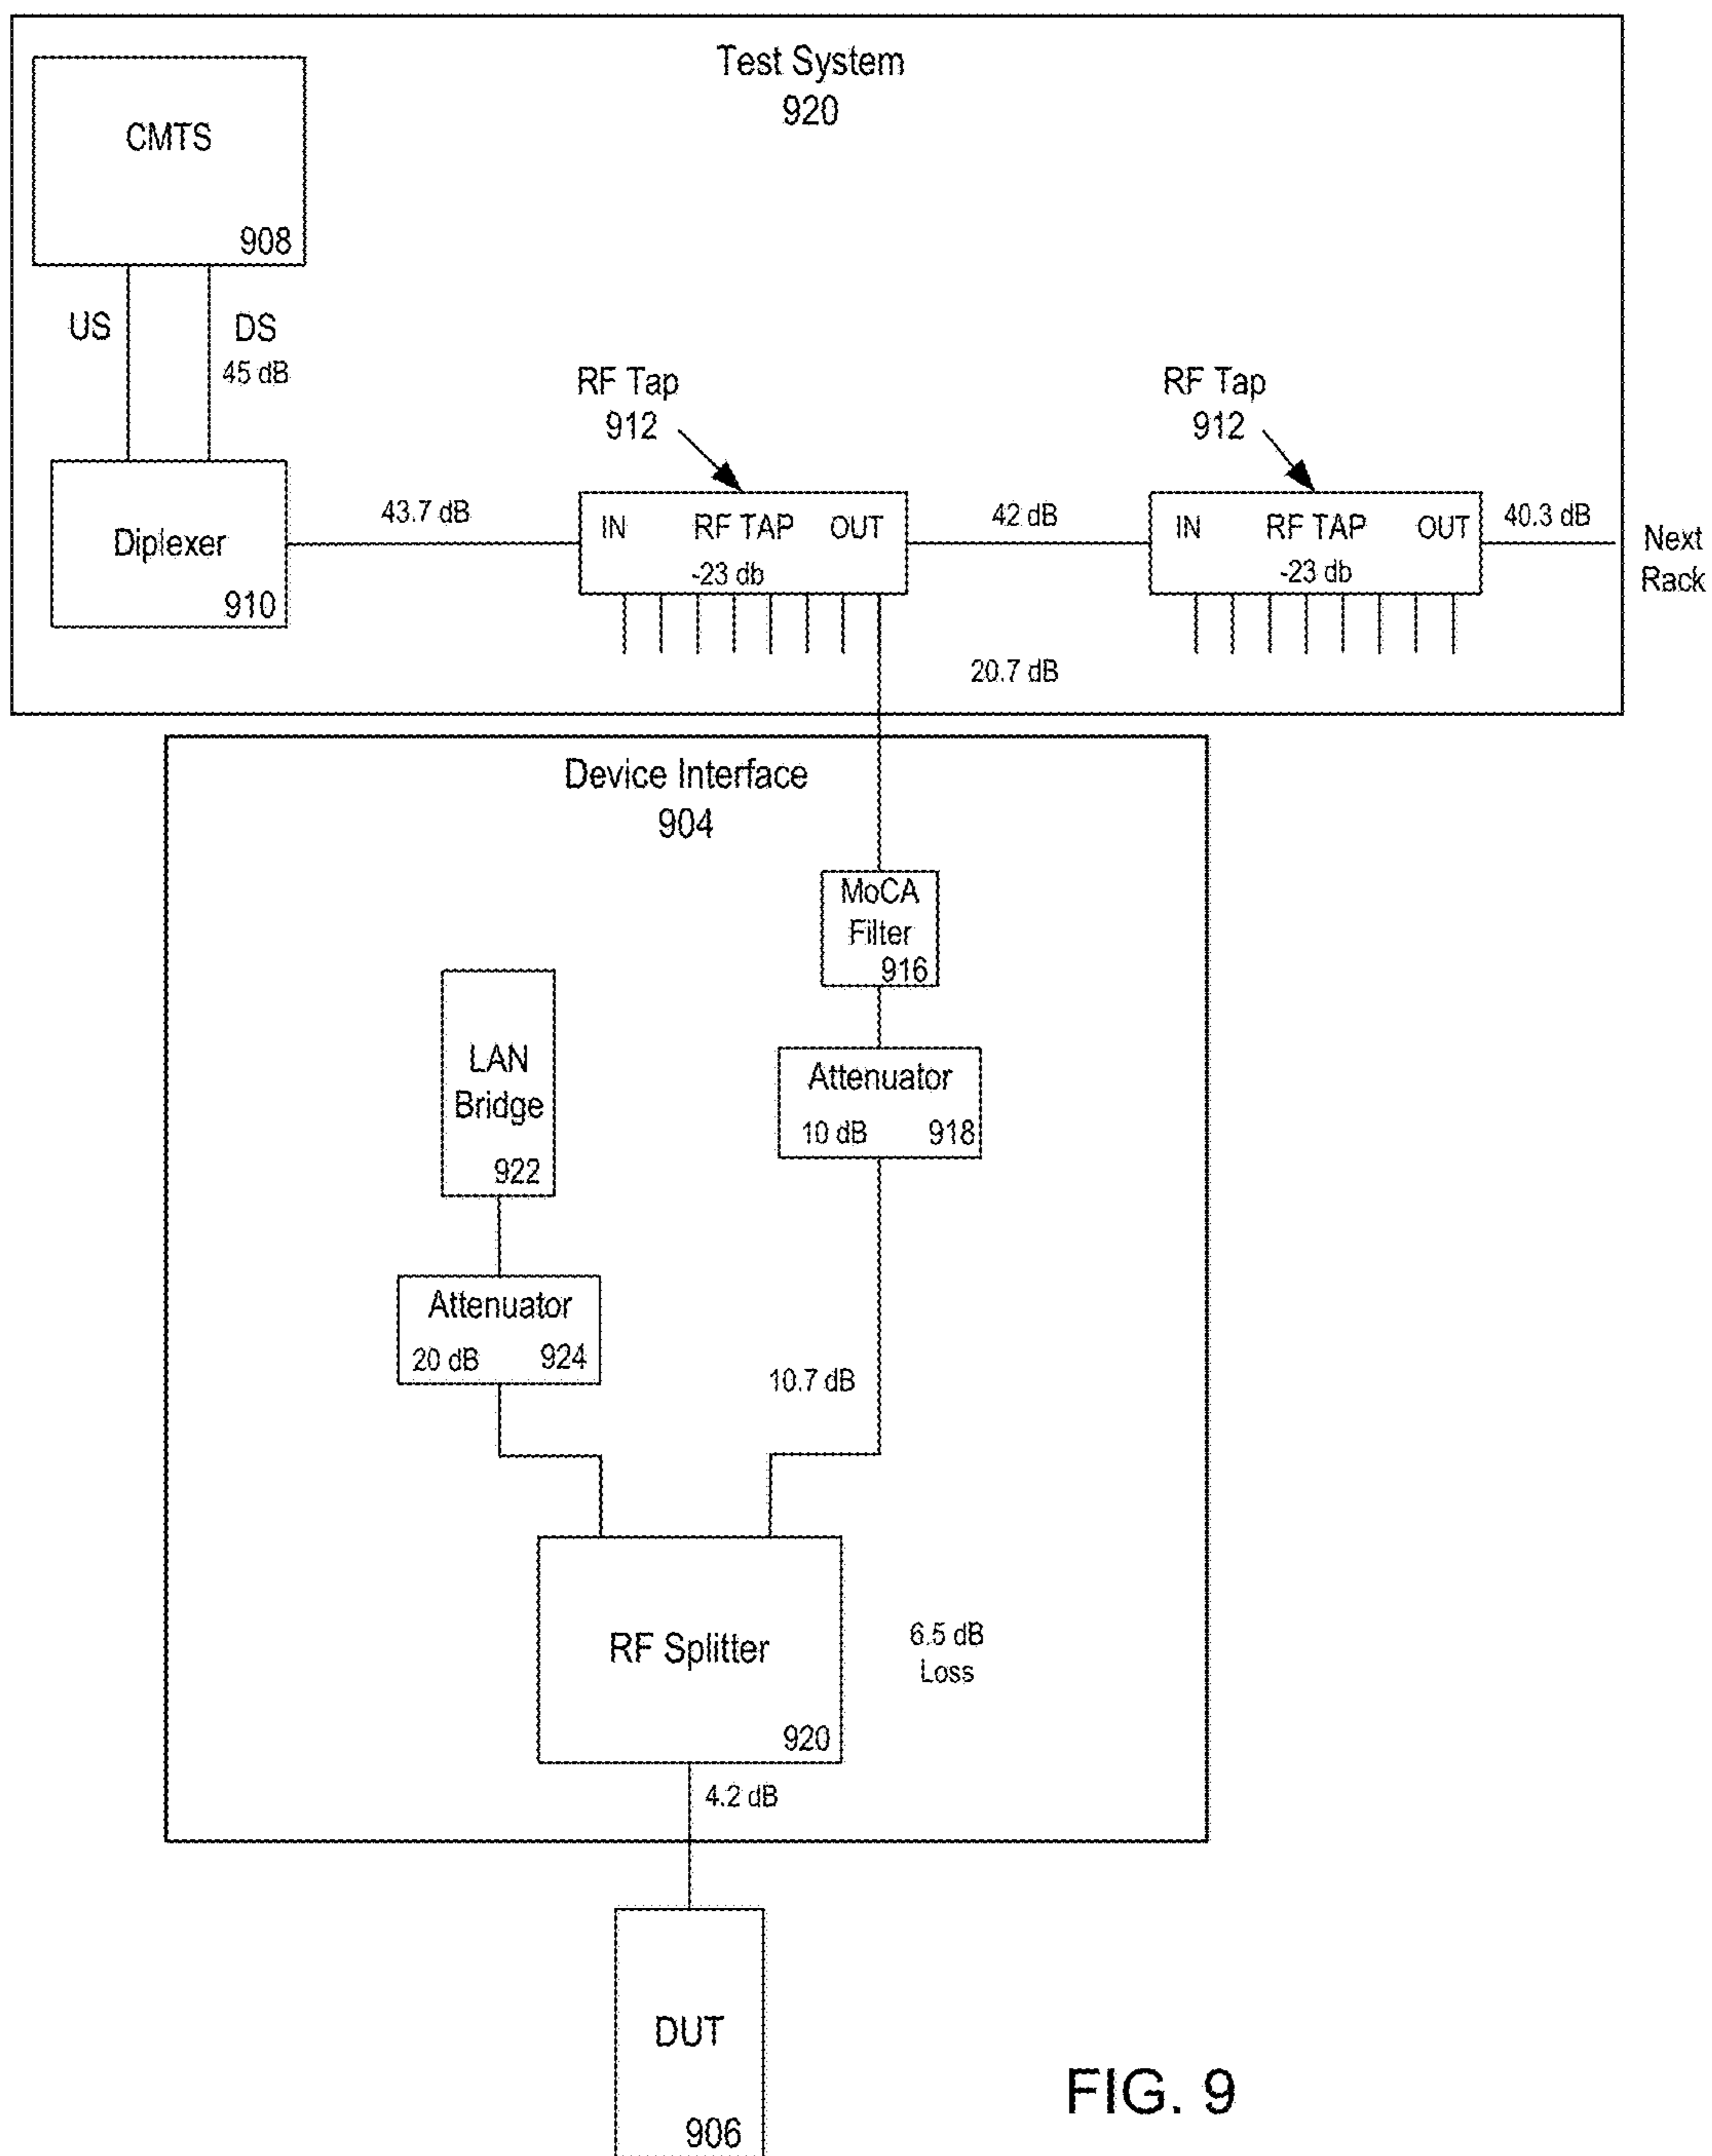 Test System
920
CMTS
908
US
DS
45 dB
Diplexer
910
43.7 dB
RF Tap
912
IN RF TAP OUT
-23 db
42 dB
RF Tap
912
IN RF TAP OUT
-23 db
40.3 dB
Next
Rack
20.7 dB
Device Interface
904
MoCA
Filter
916
Attenuator
10 dB 918
LAN
Bridge
922
Attenuator
20 dB 924
10.7 dB
RF Splitter
920
6.5 dB
Loss
4.2 dB
DUT
906
FIG. 9